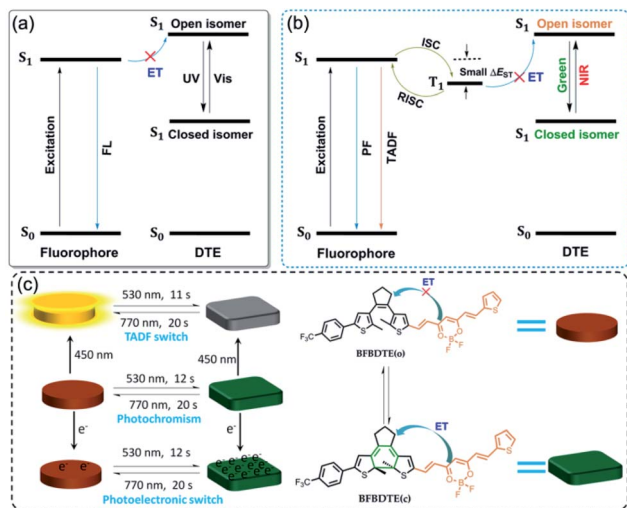 (a)
S1
Open isomer
S1
ET
UV
Vis
S1
Closed isomer
Excitation
FL
S0
S0
Fluorophore
DTE
(b)
S1
Open isomer
S1
ISC
T1
Small ΔEST
RISC
ET
Green
NIR
S1
Closed isomer
Excitation
PF
TADF
S0
S0
Fluorophore
DTE
(c)
530 nm, 11 s
770 nm, 20 s
TADF switch
450 nm
450 nm
530 nm, 12 s
770 nm, 20 s
Photochromism
e-
e-
530 nm, 12 s
770 nm, 20 s
Photoelectronic switch
e- e-
e- e- e- e-
e- e- e- e-
ET
S
S
S
F3C
O
O
B
F
F
BFBDTE(o)
ET
S
S
S
F3C
O
O
B
F
F
BFBDTE(c)